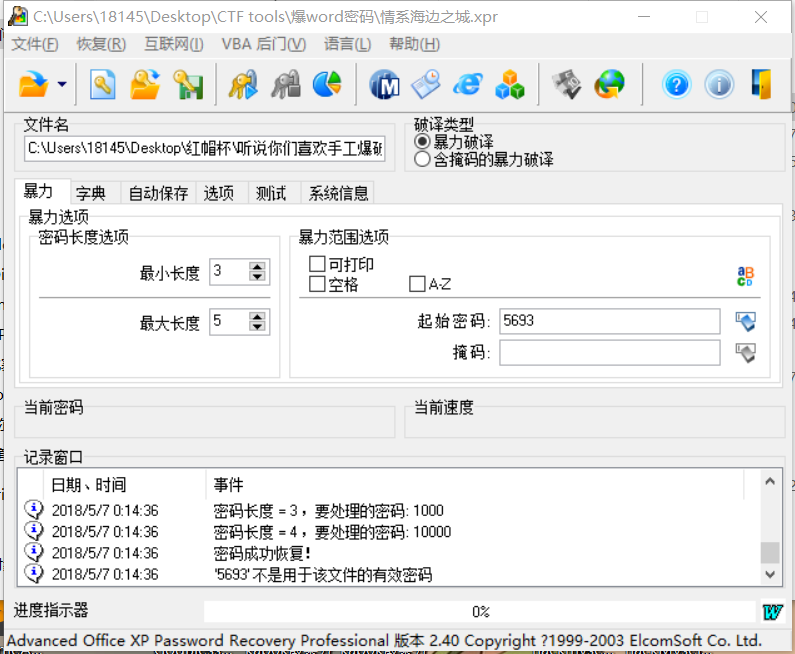 C:\Users\18145\Desktop\CTF tools\爆word密码\情系海边之城.xpr
文件(F) 恢复(R) 互联网(I) VBA 后门(V) 语言(L) 帮助(H)
文件名
C:\Users\18145\Desktop\红帽杯\听说你们喜欢手工爆破
破译类型
暴力破译
含掩码的暴力破译
暴力 字典 自动保存 选项 测试 系统信息
暴力选项
密码长度选项
最小长度 3
最大长度 5
暴力范围选项
可打印
空格 A-Z
起始密码: 5693
掩码:
当前密码
当前速度
记录窗口
日期、时间 事件
2018/5/7 0:14:36 密码长度 = 3 ，要处理的密码: 1000
2018/5/7 0:14:36 密码长度 = 4 ，要处理的密码: 10000
2018/5/7 0:14:36 密码成功恢复!
2018/5/7 0:14:36 '5693' 不是用于该文件的有效密码
进度指示器 0%
Advanced Office XP Password Recovery Professional 版本 2.40 Copyright ?1999-2003 ElcomSoft Co. Ltd.